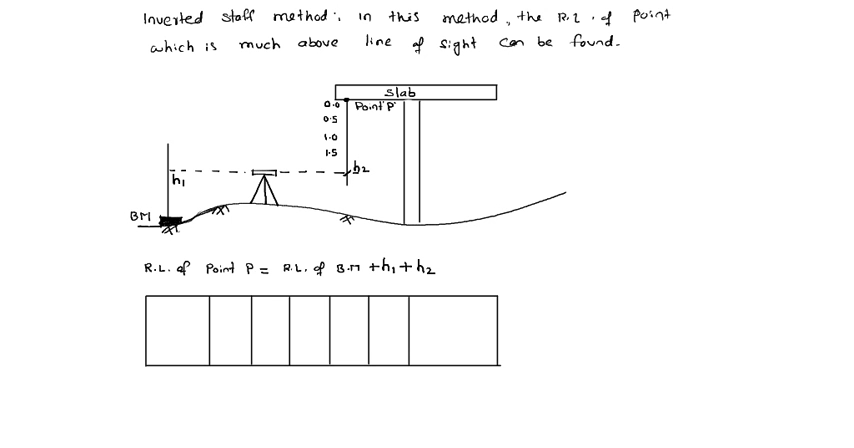 Inverted staff method:, in this method, the R.L. of Point
which is much above line of sight can be found.
Slab
0.0 Point 'P'
0.5
1.0
1.5
h1
h2
BM
R.L. of Point P = R.L. of B.M + h1 + h2